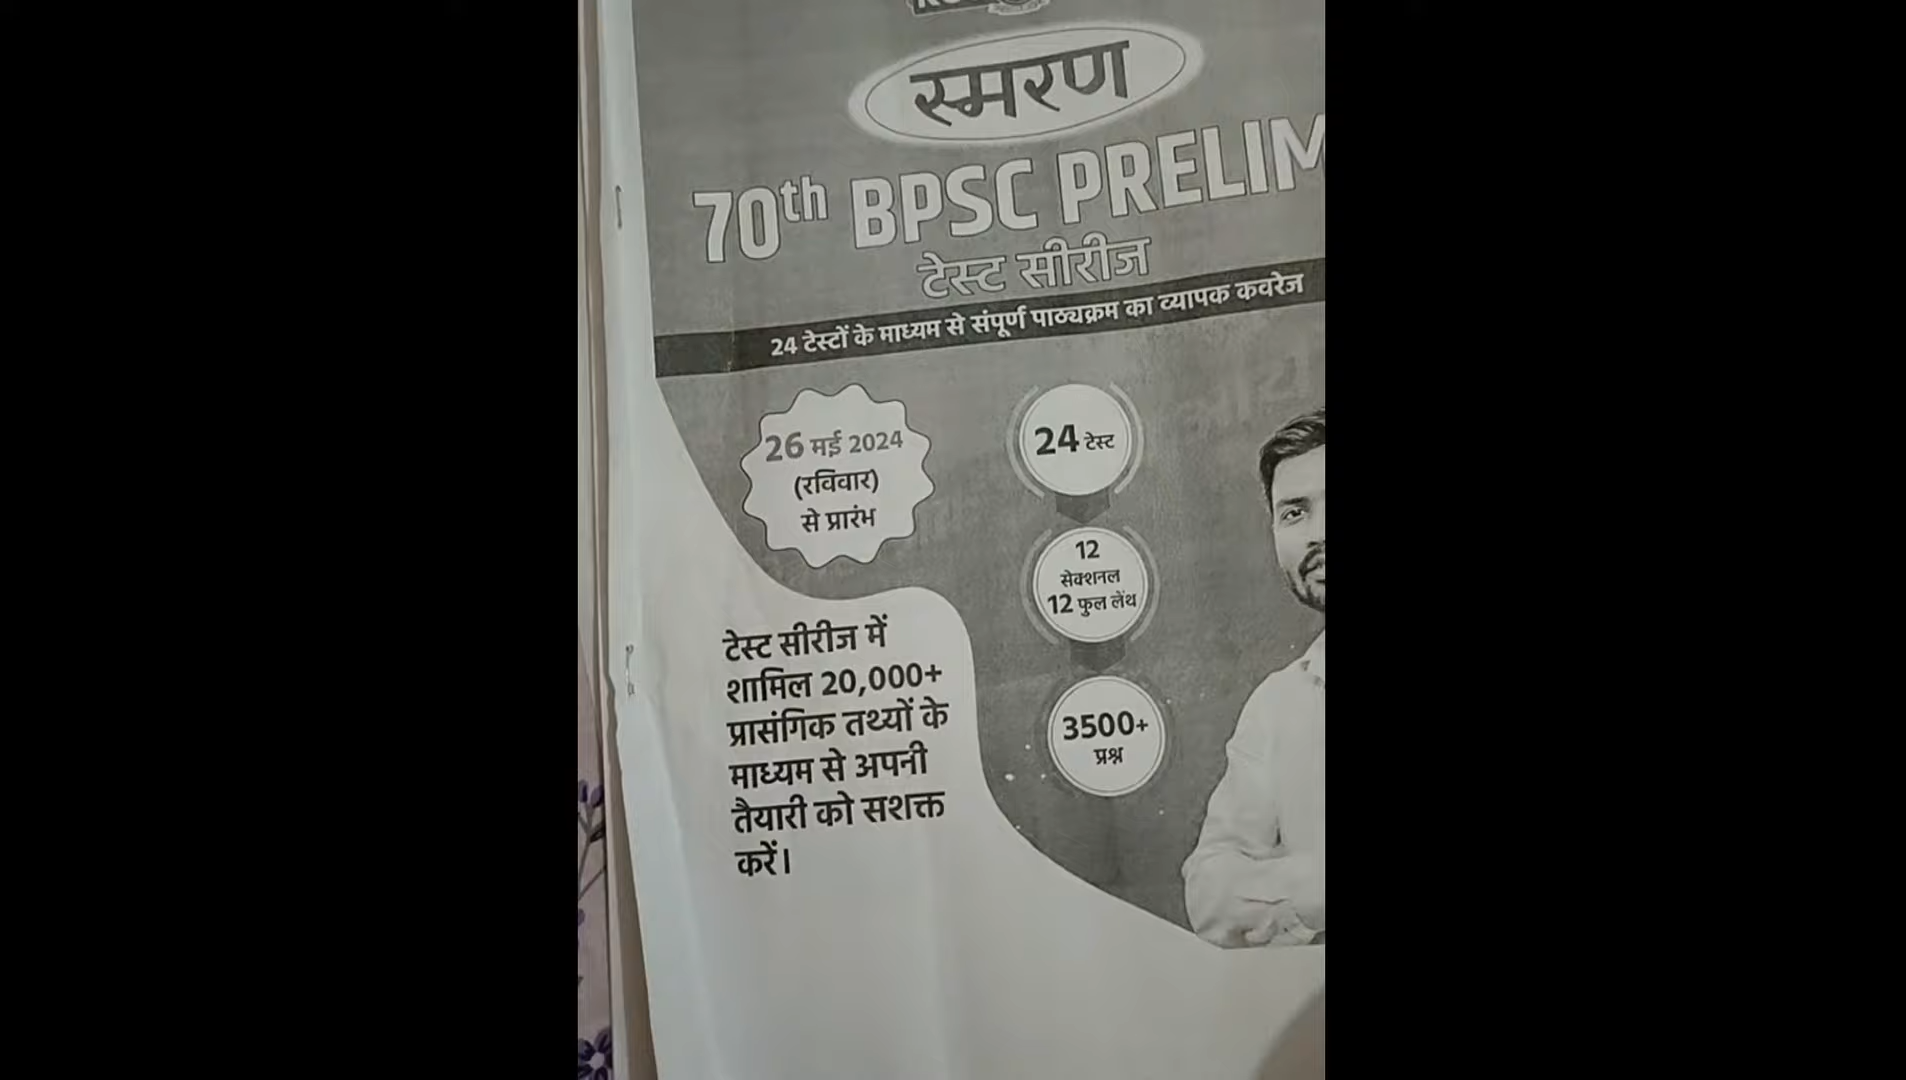 स्मरण
70th BPSC PRELIM
टेस्ट सीरीज
24 टेस्टों के माध्यम से संपूर्ण पाठ्यक्रम का व्यापक कवरेज
26 मई 2024
(रविवार)
से प्रारंभ
24 टेस्ट
12
सेक्शनल
12 फुल लेंथ
3500+
प्रश्न
टेस्ट सीरीज में
शामिल 20,000+
प्रासंगिक तथ्यों के
माध्यम से अपनी
तैयारी को सशक्त
करें।